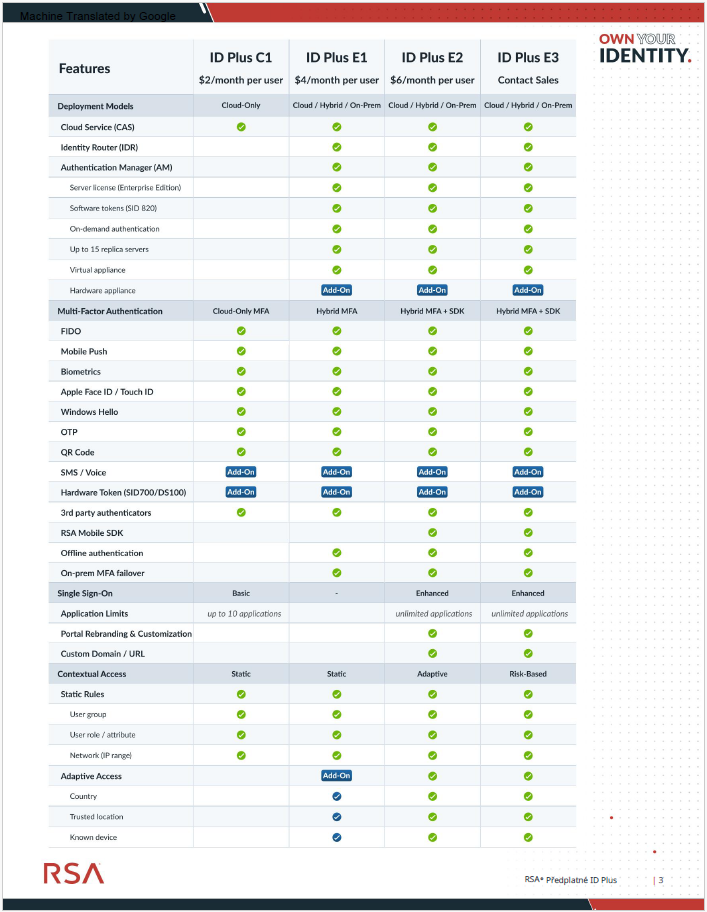 Machine Translated by Google
OWN YOUR
IDENTITY.
Features ID Plus C1 ID Plus E1 ID Plus E2 ID Plus E3
$2/month per user $4/month per user $6/month per user Contact Sales
Deployment Models Cloud-Only Cloud / Hybrid / On-Prem Cloud / Hybrid / On-Prem Cloud / Hybrid / On-Prem
Cloud Service (CAS)
Identity Router (IDR)
Authentication Manager (AM)
Server license (Enterprise Edition)
Software tokens (SID 820)
On-demand authentication
Up to 15 replica servers
Virtual appliance
Hardware appliance Add-On Add-On Add-On
Multi-Factor Authentication Cloud-Only MFA Hybrid MFA Hybrid MFA + SDK Hybrid MFA + SDK
FIDO
Mobile Push
Biometrics
Apple Face ID / Touch ID
Windows Hello
OTP
QR Code
SMS / Voice Add-On Add-On Add-On Add-On
Hardware Token (SID700/DS100) Add-On Add-On Add-On Add-On
3rd party authenticators
RSA Mobile SDK
Offline authentication
On-prem MFA failover
Single Sign-On Basic - Enhanced Enhanced
Application Limits up to 10 applications unlimited applications unlimited applications
Portal Rebranding & Customization
Custom Domain / URL
Contextual Access Static Static Adaptive Risk-Based
Static Rules
User group
User role / attribute
Network (IP range)
Adaptive Access Add-On
Country
Trusted location
Known device
RSA
RSA® Předplatné ID Plus | 3